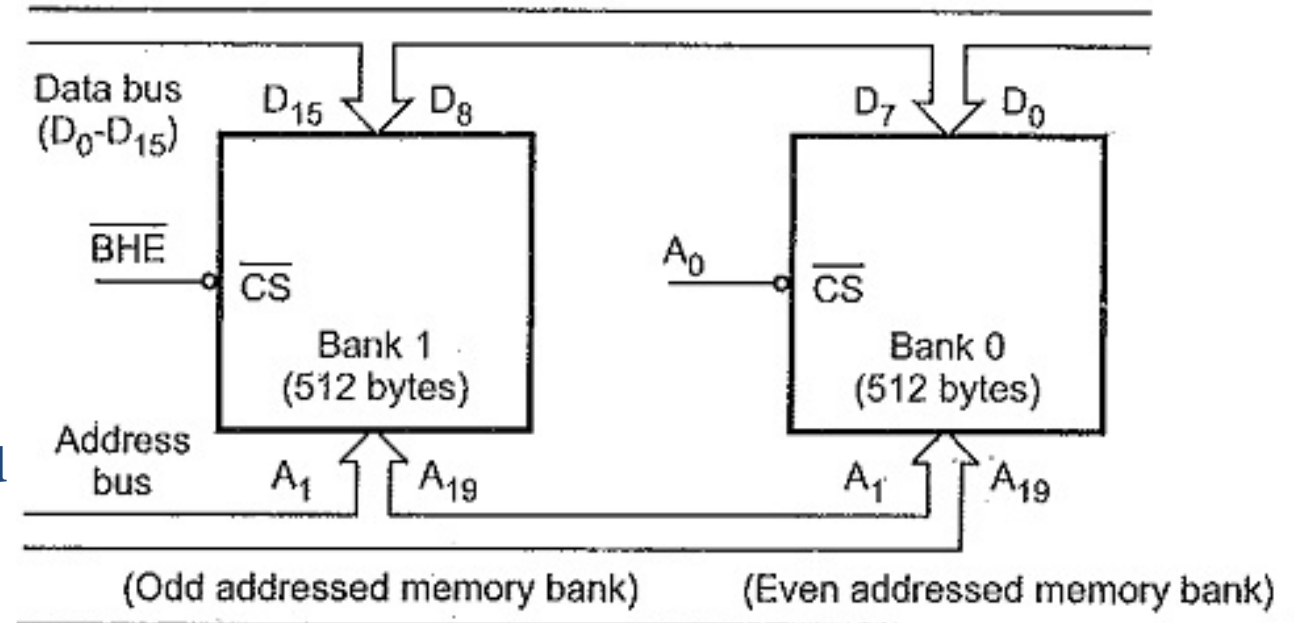 Data bus
(D0-D15)
D15
D8
D7
D0
BHE
CS
A0
CS
Bank 1
(512 bytes)
Bank 0
(512 bytes)
Address
bus
A1
A19
A1
A19
(Odd addressed memory bank)
(Even addressed memory bank)